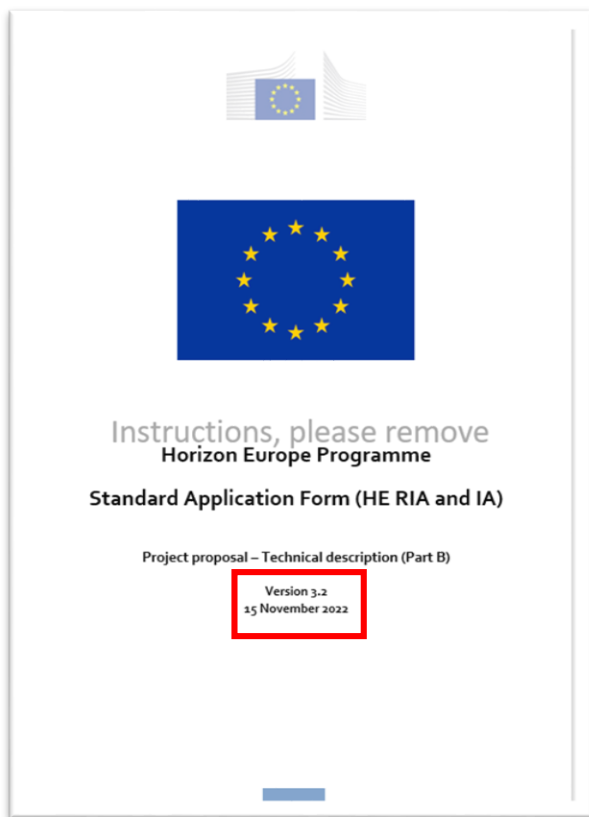 Instructions, please remove
Horizon Europe Programme
Standard Application Form (HE RIA and IA)
Project proposal – Technical description (Part B)
Version 3.2
15 November 2022